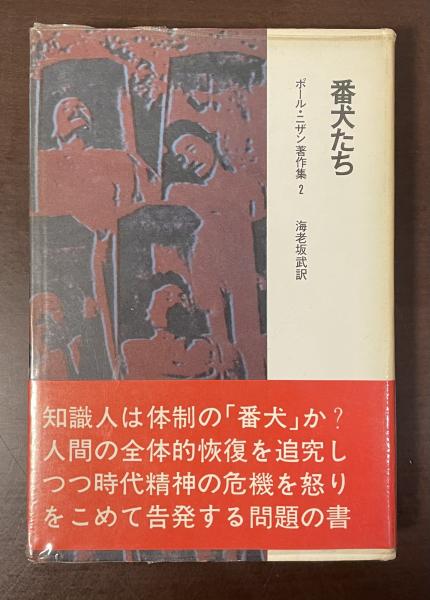 番犬たち
ポール・ニザン著作集 2
海老坂武訳
知識人は体制の「番犬」か?
人間の全体的恢復を追究し
つつ時代精神の危機を怒り
をこめて告発する問題の書